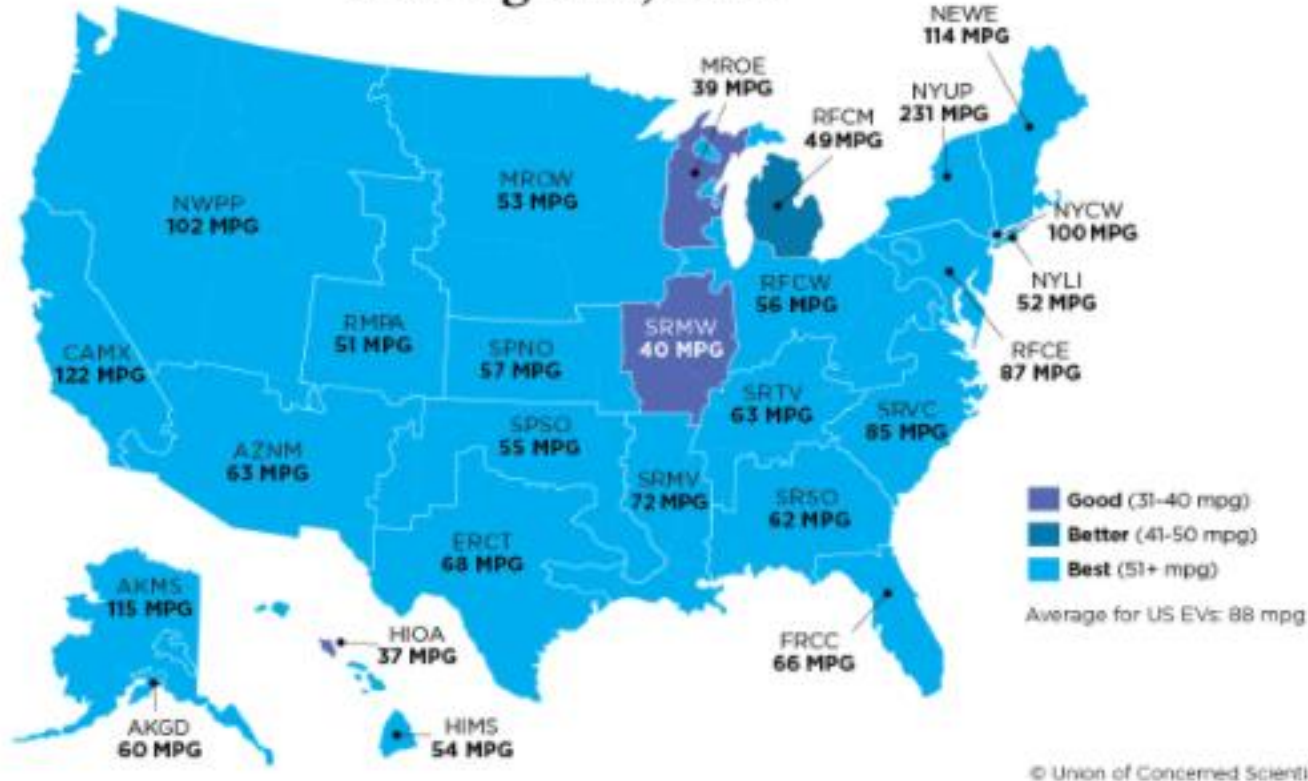 NEWE
114 MPG
MROE
39 MPG
NYUP
231 MPG
RFCM
49 MPG
NWPP
102 MPG
MROW
53 MPG
NYCW
100 MPG
NYLI
52 MPG
RFCW
56 MPG
RMPA
51 MPG
SRMW
40 MPG
CAMX
122 MPG
SPNO
57 MPG
RFCE
87 MPG
SRTV
63 MPG
SRVC
85 MPG
SPSO
55 MPG
AZNM
63 MPG
SRMV
72 MPG
SRSO
62 MPG
ERCT
68 MPG
Good (31-40 mpg)
Better (41-50 mpg)
Best (51+ mpg)
Average for US EVs: 88 mpg
AKMS
115 MPG
HIOA
37 MPG
FRCC
66 MPG
AKGD
60 MPG
HIMS
54 MPG
© Union of Concerned Scienti